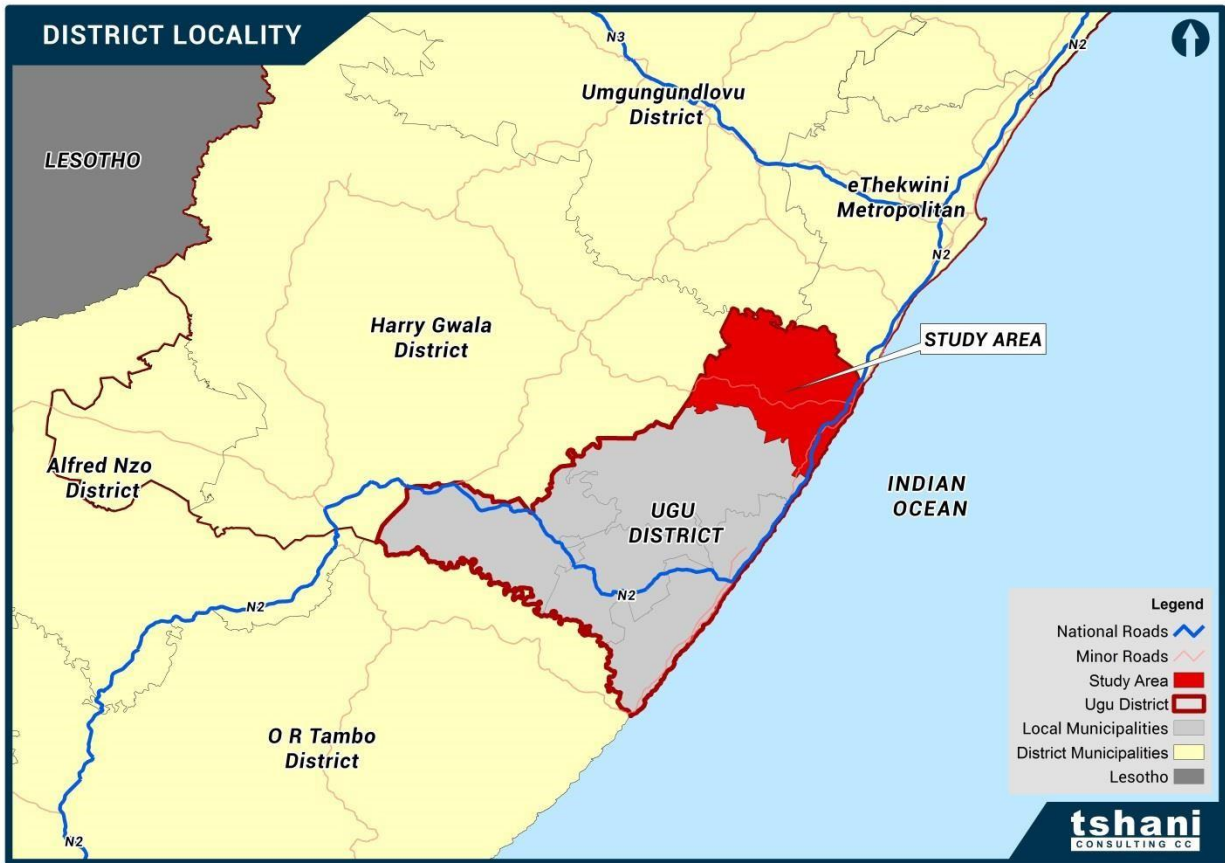 DISTRICT LOCALITY
N3
N2
Umgungundlovu
District
LESOTHO
eThekwini
Metropolitan
N2
Harry Gwala
District
STUDY AREA
Alfred Nzo
District
INDIAN
OCEAN
UGU
DISTRICT
N2
N2
O R Tambo
District
N2
Legend
National Roads
Minor Roads
Study Area
Ugu District
Local Municipalities
District Municipalities
Lesotho
tshani
CONSULTING CC